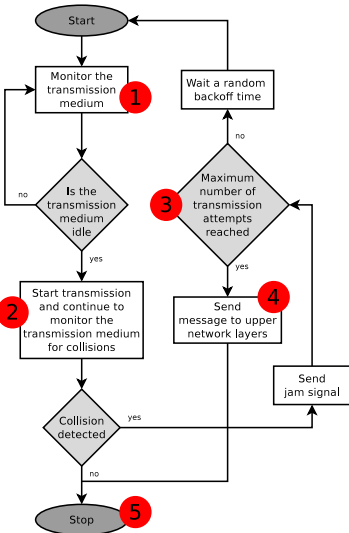 Start
Monitor the
transmission
medium
1
Is the
transmission
medium
idle
no
yes
2
Start transmission
and continue to
monitor the
transmission medium
for collisions
Collision
detected
yes
no
Stop
5
Wait a random
backoff time
no
3
Maximum
number of
transmission
attempts
reached
yes
4
Send
message to upper
network layers
Send
jam signal